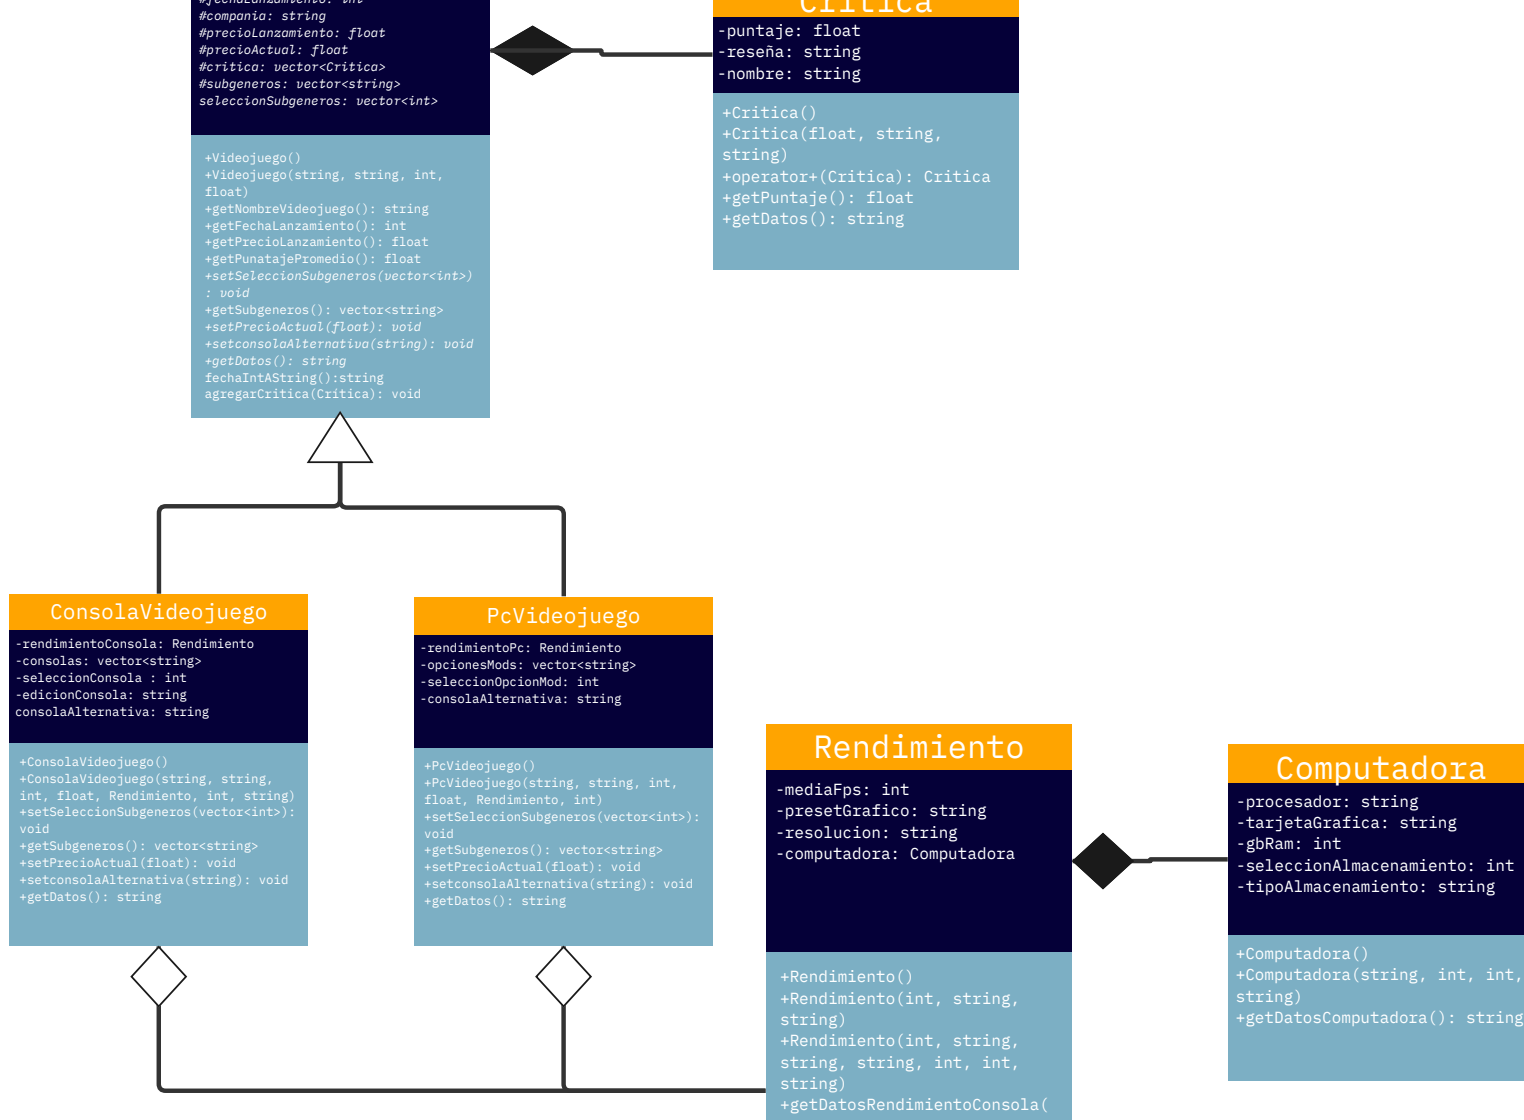 #fechaLanzamiento: int
#compania: string
#precioLanzamiento: float
#precioActual: float
#critica: vector<Critica>
#subgeneros: vector<string>
seleccionSubgeneros: vector<int>
+Videojuego()
+Videojuego(string, string, int,
float)
+getNombreVideojuego(): string
+getFechaLanzamiento(): int
+getPrecioLanzamiento(): float
+getPunatajePromedio(): float
+setSeleccionSubgeneros(vector<int>)
: void
+getSubgeneros(): vector<string>
+setPrecioActual(float): void
+setconsolaAlternativa(string): void
+getDatos(): string
fechaIntAString():string
agregarCritica(Crítica): void
Critica
-puntaje: float
-reseña: string
-nombre: string
+Critica()
+Critica(float, string,
string)
+operator+(Critica): Critica
+getPuntaje(): float
+getDatos(): string
ConsolaVideojuego
-rendimientoConsola: Rendimiento
-consolas: vector<string>
-seleccionConsola : int
-edicionConsola: string
consolaAlternativa: string
+ConsolaVideojuego()
+ConsolaVideojuego(string, string,
int, float, Rendimiento, int, string)
+setSeleccionSubgeneros(vector<int>):
void
+getSubgeneros(): vector<string>
+setPrecioActual(float): void
+setconsolaAlternativa(string): void
+getDatos(): string
PcVideojuego
-rendimientoPc: Rendimiento
-opcionesMods: vector<string>
-seleccionOpcionMod: int
-consolaAlternativa: string
+PcVideojuego()
+PcVideojuego(string, string, int,
float, Rendimiento, int)
+setSeleccionSubgeneros(vector<int>):
void
+getSubgeneros(): vector<string>
+setPrecioActual(float): void
+setconsolaAlternativa(string): void
+getDatos(): string
Rendimiento
-mediaFps: int
-presetGrafico: string
-resolucion: string
-computadora: Computadora
+Rendimiento()
+Rendimiento(int, string,
string)
+Rendimiento(int, string,
string, string, int, int,
string)
+getDatosRendimientoConsola(
Computadora
-procesador: string
-tarjetaGrafica: string
-gbRam: int
-seleccionAlmacenamiento: int
-tipoAlmacenamiento: string
+Computadora()
+Computadora(string, int, int,
string)
+getDatosComputadora(): string